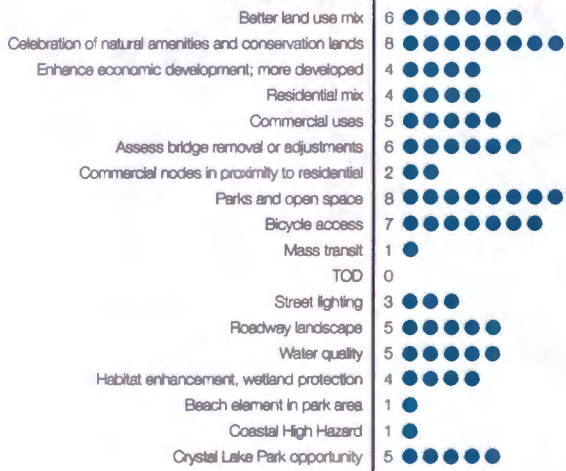 Better land use mix 6
Celebration of natural amenities and conservation lands 8
Enhance economic development; more developed 4
Residential mix 4
Commercial uses 5
Assess bridge removal or adjustments 6
Commercial nodes in proximity to residential 2
Parks and open space 8
Bicycle access 7
Mass transit 1
TOD 0
Street lighting 3
Roadway landscape 5
Water quality 5
Habitat enhancement, wetland protection 4
Beach element in park area 1
Coastal High Hazard 1
Crystal Lake Park opportunity 5